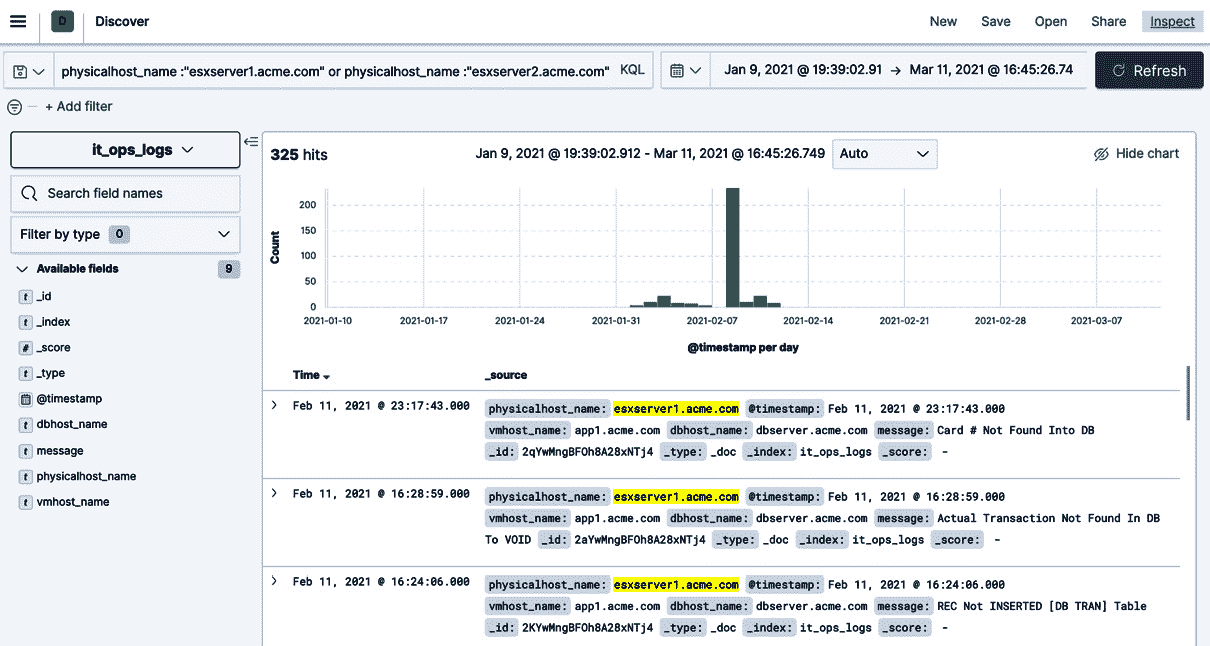 D Discover New Save Open Share Inspect
physicalhost_name :"esxserver1.acme.com" or physicalhost_name :"esxserver2.acme.com" KQL Jan 9, 2021 @ 19:39:02.91 → Mar 11, 2021 @ 16:45:26.74 Refresh
+ Add filter
it_ops_logs
Search field names
Filter by type 0
Available fields 9
t _id
t _index
# _score
t _type
@timestamp
t dbhost_name
t message
t physicalhost_name
t vmhost_name
325 hits Jan 9, 2021 @ 19:39:02.912 - Mar 11, 2021 @ 16:45:26.749 Auto Hide chart
Count
200
150
100
50
0
2021-01-10 2021-01-17 2021-01-24 2021-01-31 2021-02-07 2021-02-14 2021-02-21 2021-02-28 2021-03-07
@timestamp per day
Time _source
Feb 11, 2021 @ 23:17:43.000 physicalhost_name: esxserver1.acme.com @timestamp: Feb 11, 2021 @ 23:17:43.000
vmhost_name: app1.acme.com dbhost_name: dbserver.acme.com message: Card # Not Found Into DB
_id: 2qYwMngBFOh8A28xNTj4 _type: _doc _index: it_ops_logs _score: -
Feb 11, 2021 @ 16:28:59.000 physicalhost_name: esxserver1.acme.com @timestamp: Feb 11, 2021 @ 16:28:59.000
vmhost_name: app1.acme.com dbhost_name: dbserver.acme.com message: Actual Transaction Not Found In DB
To VOID _id: 2aYwMngBFOh8A28xNTj4 _type: _doc _index: it_ops_logs _score: -
Feb 11, 2021 @ 16:24:06.000 physicalhost_name: esxserver1.acme.com @timestamp: Feb 11, 2021 @ 16:24:06.000
vmhost_name: app1.acme.com dbhost_name: dbserver.acme.com message: REC Not INSERTED [DB TRAN] Table
_id: 2KYwMngBFOh8A28xNTj4 _type: _doc _index: it_ops_logs _score: -